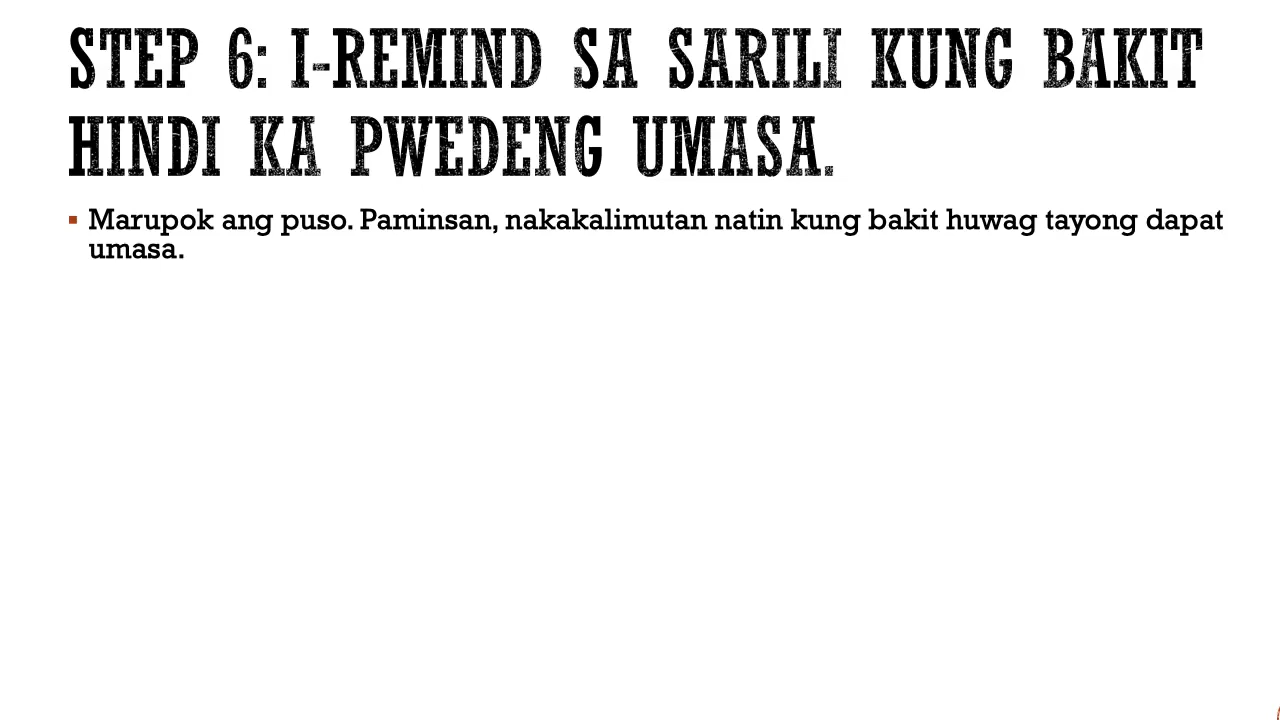 STEP 6: I-REMIND SA SARILI KUNG BAKIT
HINDI KA PWEDENG UMASA.
Marupok ang puso. Paminsan, nakakalimutan natin kung bakit huwag tayong dapat
umasa.